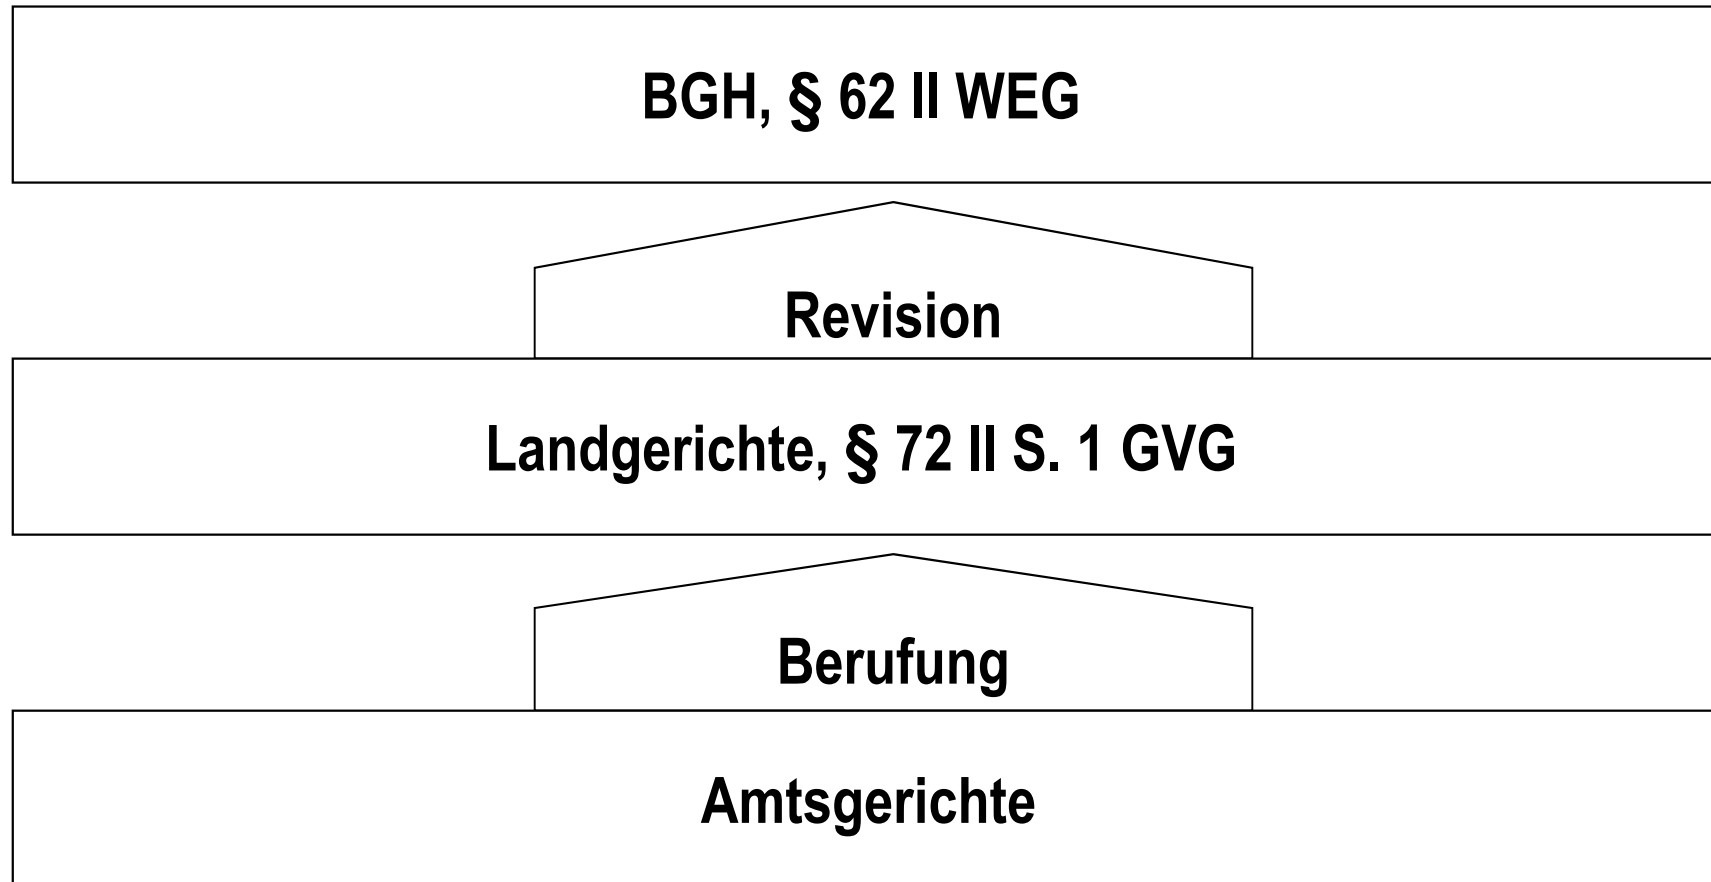 BGH, § 62 II WEG
Revision
Landgerichte, § 72 II S. 1 GVG
Berufung
Amtsgerichte